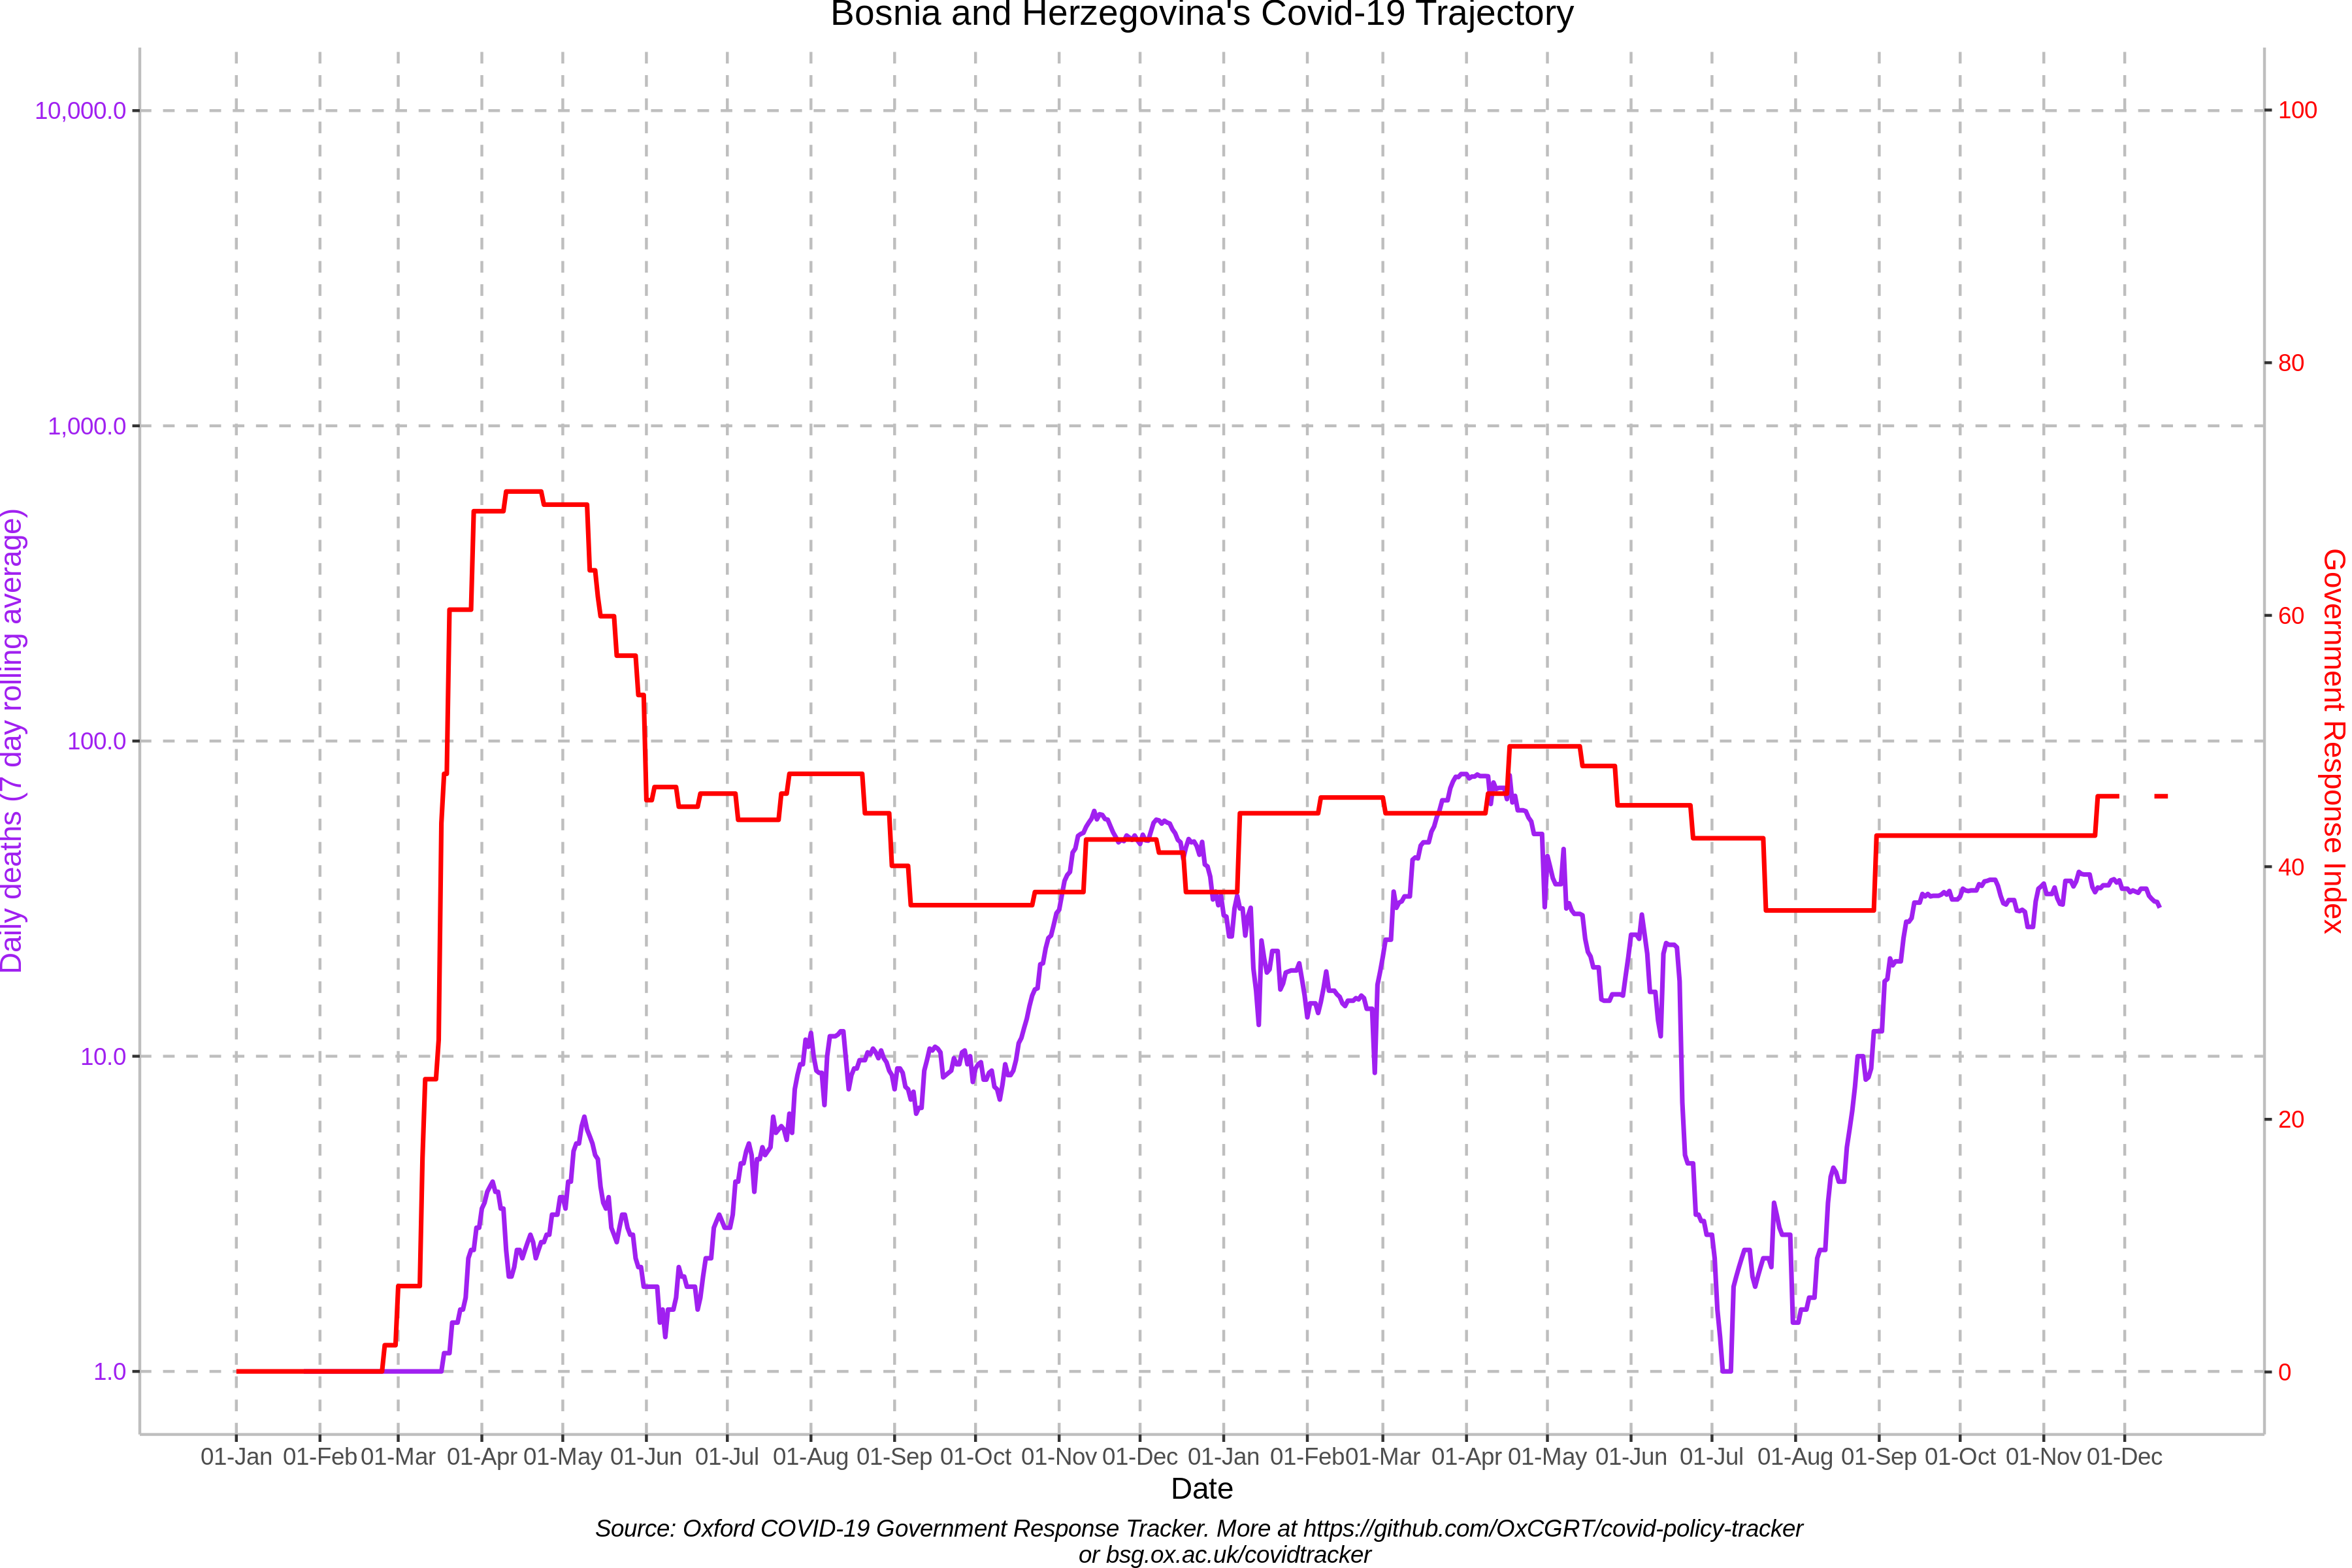 Bosnia and Herzegovina's Covid-19 Trajectory
10,000.0
1,000.0
100.0
10.0
1.0
Daily deaths (7 day rolling average)
100
80
60
40
20
0
Government Response Index
01-Jan 01-Feb 01-Mar 01-Apr 01-May 01-Jun 01-Jul 01-Aug 01-Sep 01-Oct 01-Nov 01-Dec 01-Jan 01-Feb 01-Mar 01-Apr 01-May 01-Jun 01-Jul 01-Aug 01-Sep 01-Oct 01-Nov 01-Dec
Date
Source: Oxford COVID-19 Government Response Tracker. More at https://github.com/OxCGRT/covid-policy-tracker
or bsg.ox.ac.uk/covidtracker